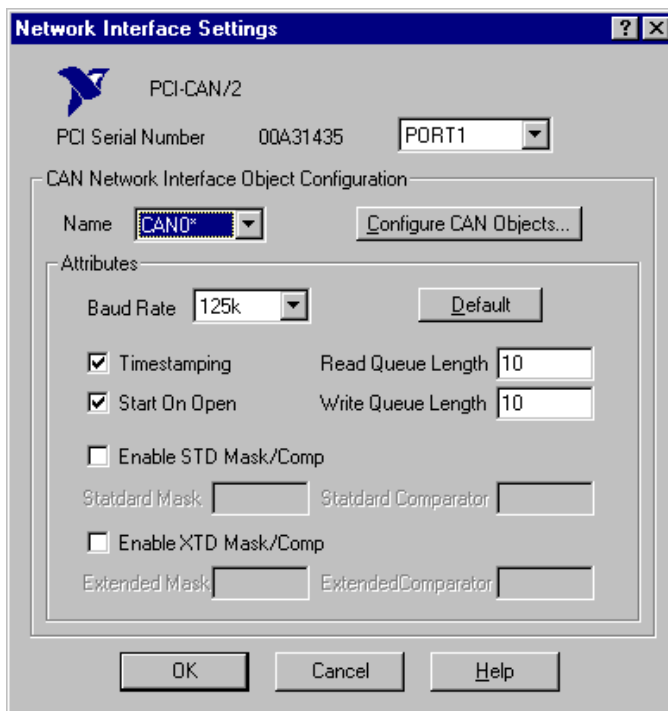 Network Interface Settings
PCI-CAN/2
PCI Serial Number 00A31435 PORT1
CAN Network Interface Object Configuration
Name CAN0* Configure CAN Objects...
Attributes
Baud Rate 125k Default
Timestamping Read Queue Length 10
Start On Open Write Queue Length 10
Enable STD Mask/Comp
Statdard Mask Statdard Comparator
Enable XTD Mask/Comp
Extended Mask ExtendedComparator
OK Cancel Help